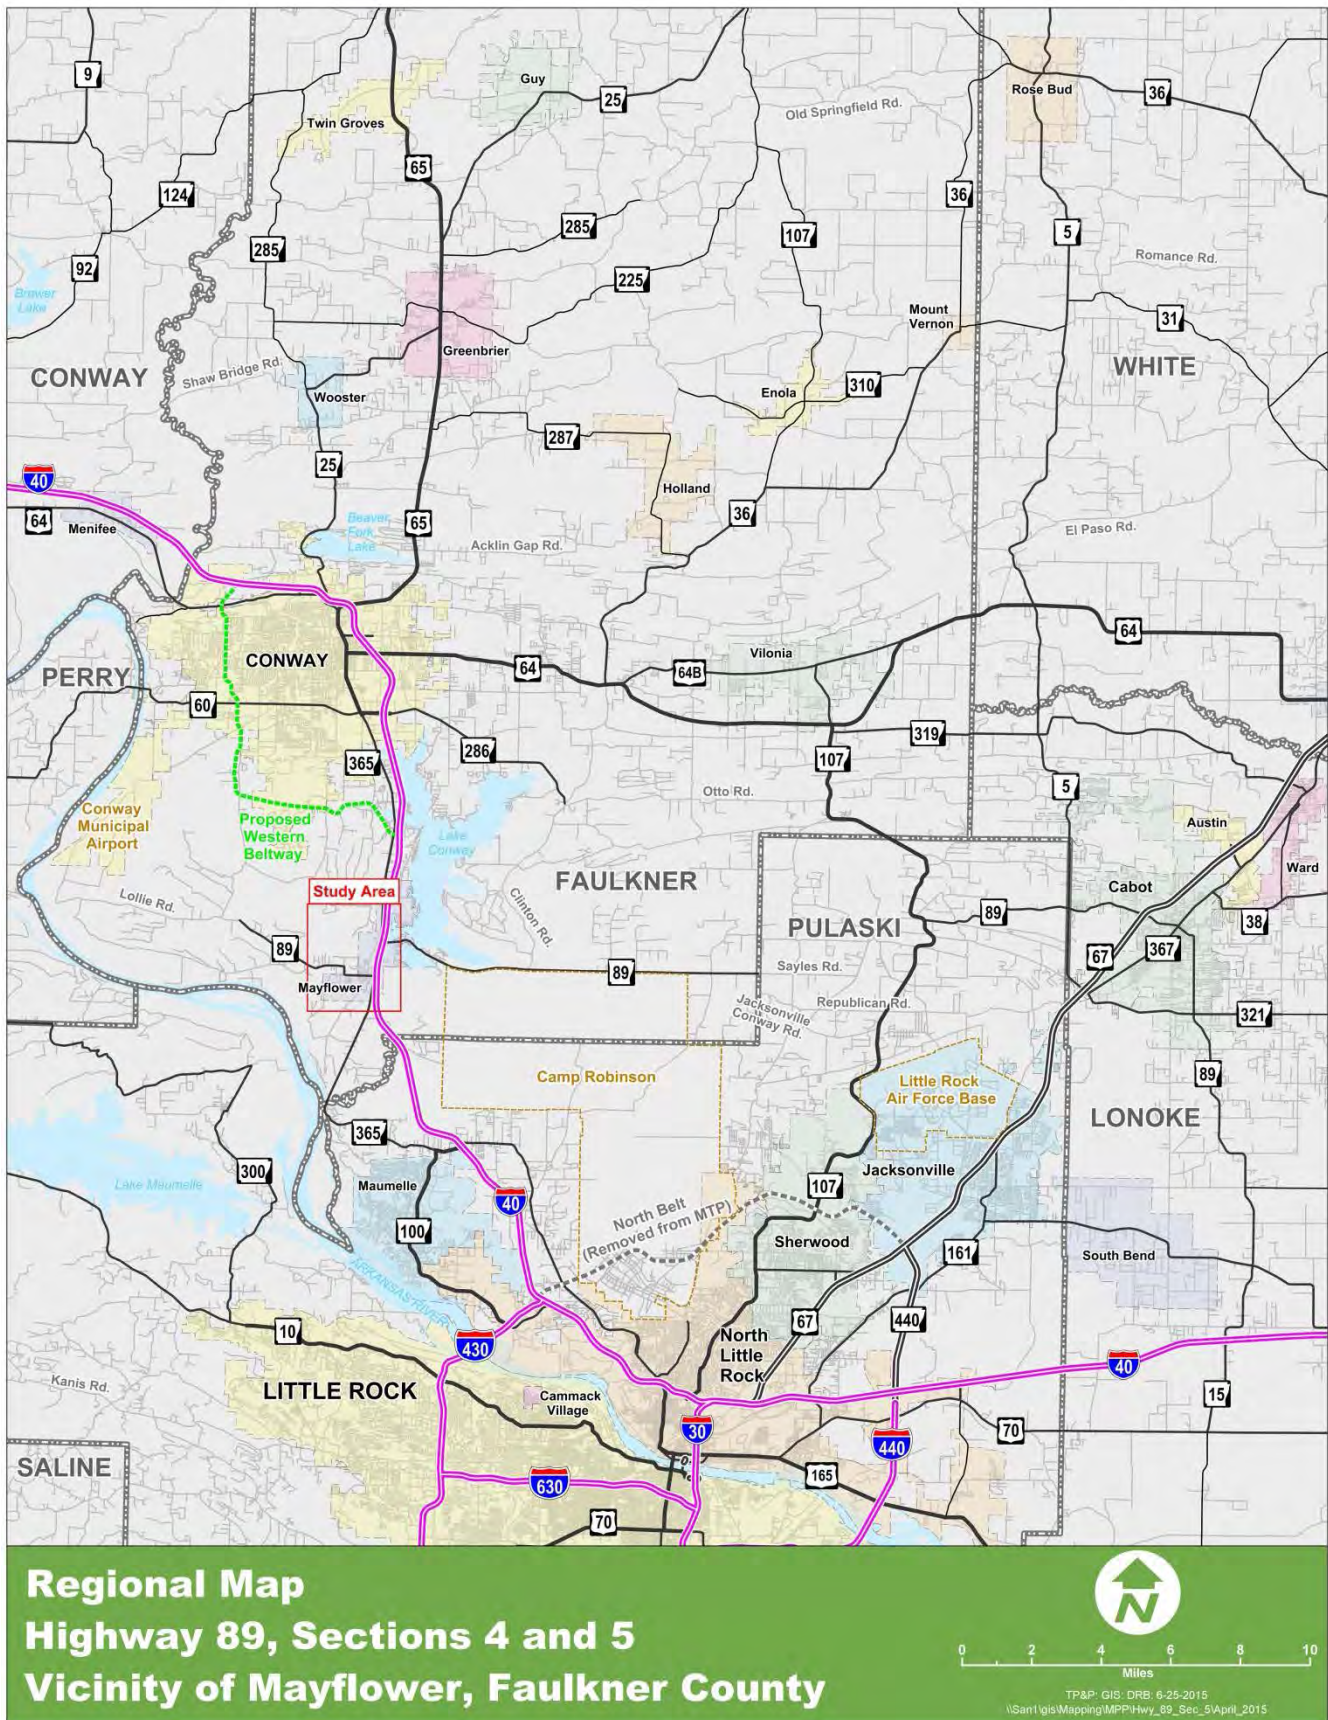 9
Guy
25
Old Springfield Rd.
Rose Bud
36
Twin Groves
65
124
36
285
285
107
5
92
225
Romance Rd.
Brewer
Lake
Mount
Vernon
31
CONWAY
Shaw Bridge Rd.
Greenbrier
WHITE
Wooster
Enola
310
287
25
40
Holland
64
Menifee
Beaver
Fork
Lake
65
36
El Paso Rd.
Acklin Gap Rd.
CONWAY
64
64B
Vilonia
64
PERRY
60
319
365
286
107
5
Otto Rd.
Conway
Municipal
Airport
Proposed
Western
Beltway
Lake
Conway
Austin
Study Area
FAULKNER
Ward
Lollie Rd.
Clinton Rd.
Cabot
PULASKI
89
38
89
89
Mayflower
67
367
Sayles Rd.
Jacksonville
Conway Rd.
Republican Rd.
321
Camp Robinson
Little Rock
Air Force Base
89
LONOKE
365
300
Lake Maumelle
Maumelle
Jacksonville
107
40
100
North Belt
(Removed from MTP)
Sherwood
161
South Bend
ARKANSAS RIVER
10
430
67
440
North
Little
Rock
40
Kanis Rd.
LITTLE ROCK
Cammack
Village
15
30
70
440
SALINE
630
165
70
Regional Map
Highway 89, Sections 4 and 5
Vicinity of Mayflower, Faulkner County
N
0 2 4 6 8 10
Miles
TP&P: GIS: DRB: 6-25-2015
\\San1\gis\Mapping\MPP\Hwy_89_Sec_5\April_2015